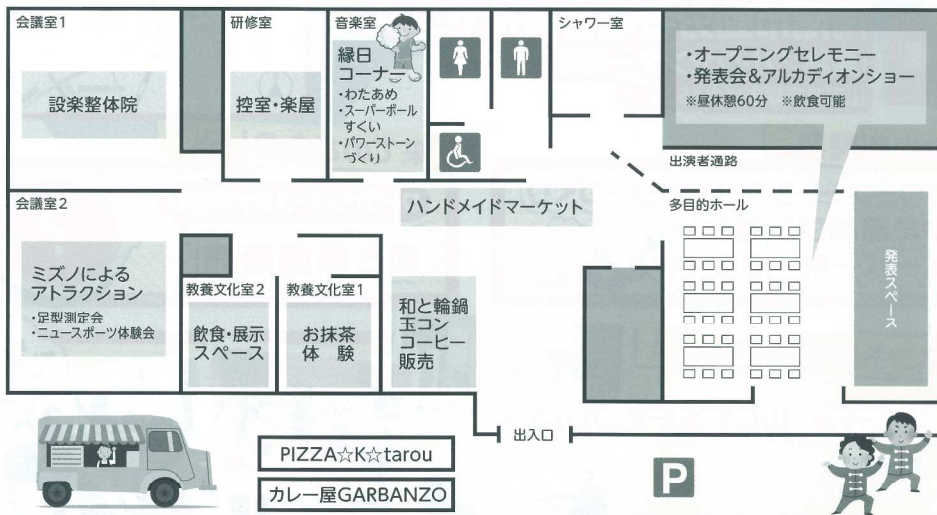 会議室1
設楽整体院
研修室
控室・楽屋
音楽室
縁日
コーナー
・わたあめ
・スーパーボール
すくい
・パワーストーン
づくり
シャワー室
・オープニングセレモニー
・発表会&アルカディオンショー
※昼休憩60分 ※飲食可能
出演者通路
会議室2
ミズノによる
アトラクション
・足型測定会
・ニュースポーツ体験会
教養文化室2
飲食・展示
スペース
教養文化室1
お抹茶
体 験
ハンドメイドマーケット
和と輪鍋
玉コン
コーヒー
販売
多目的ホール
発表スペース
出入口
PIZZA☆K☆tarou
カレー屋GARBANZO
P